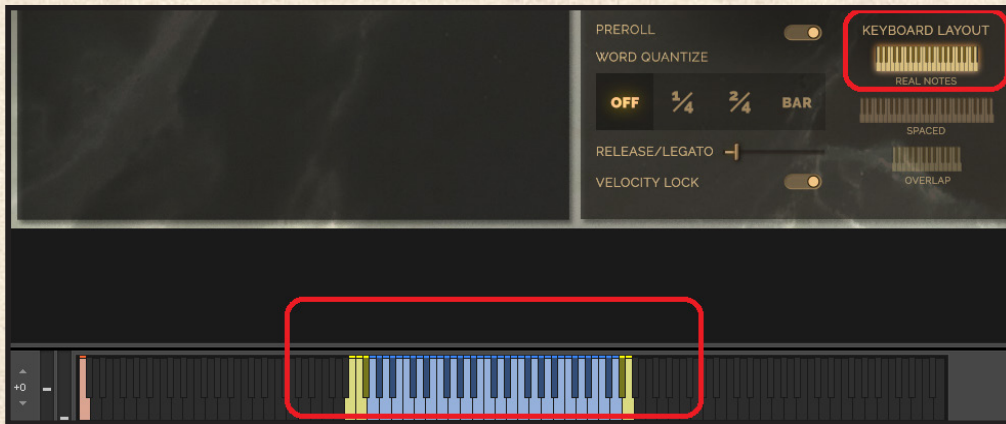 PREROLL
WORD QUANTIZE
OFF 1/4 2/4 BAR
RELEASE/LEGATO
VELOCITY LOCK
KEYBOARD LAYOUT
REAL NOTES
SPACED
OVERLAP
+0